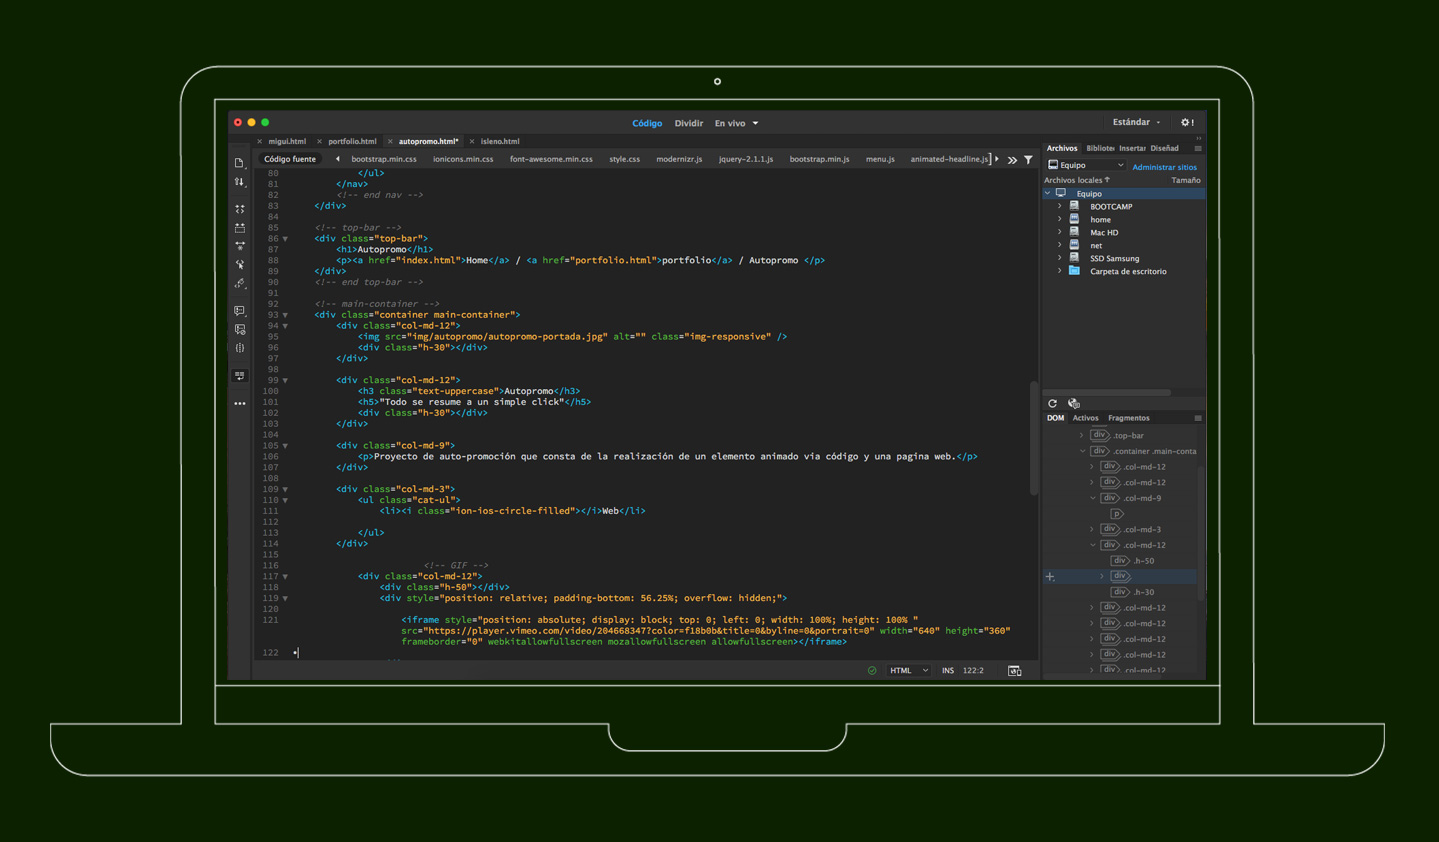 Código Dividir En vivo Estándar
migui.html portfolio.html autopromo.html* isleno.html
Código fuente bootstrap.min.css ionicons.min.css font-awesome.min.css style.css modernizr.js jquery-2.1.1.js bootstrap.min.js menu.js animated-headline.js
80 </ul>
81 </nav>
82 <!-- end nav -->
83 </div>
84
85 <!-- top-bar -->
86 <div class="top-bar">
87 <h1>Autopromo</h1>
88 <p><a href="index.html">Home</a> / <a href="portfolio.html">portfolio</a> / Autopromo </p>
89 </div>
90 <!-- end top-bar -->
91
92 <!-- main-container -->
93 <div class="container main-container">
94 <div class="col-md-12">
95 <img src="img/autopromo/autopromo-portada.jpg" alt="" class="img-responsive" />
96 <div class="h-30"></div>
97 </div>
98
99 <div class="col-md-12">
100 <h3 class="text-uppercase">Autopromo</h3>
101 <h5>"Todo se resume a un simple click"</h5>
102 <div class="h-30"></div>
103 </div>
104
105 <div class="col-md-9">
106 <p>Proyecto de auto-promoción que consta de la realización de un elemento animado via código y una pagina web.</p>
107 </div>
108
109 <div class="col-md-3">
110 <ul class="cat-ul">
111 <li><i class="ion-ios-circle-filled"></i>Web</li>
112
113 </ul>
114 </div>
115
116 <!-- GIF -->
117 <div class="col-md-12">
118 <div class="h-50"></div>
119 <div style="position: relative; padding-bottom: 56.25%; overflow: hidden;">
120
121 <iframe style="position: absolute; display: block; top: 0; left: 0; width: 100%; height: 100% "
src="https://player.vimeo.com/video/204668347?color=f18b0b&title=0&byline=0&portrait=0" width="640" height="360"
frameborder="0" webkitallowfullscreen mozallowfullscreen allowfullscreen></iframe>
122
HTML INS 122:2
Archivos Bibliotec Insertar Diseñad
Equipo Administrar sitios
Archivos locales Tamaño
Equipo
BOOTCAMP
home
Mac HD
net
SSD Samsung
Carpeta de escritorio
DOM Activos Fragmentos
div .top-bar
div .container .main-conta
div .col-md-12
div .col-md-12
div .col-md-9
p
div .col-md-3
div .col-md-12
div .h-50
div
div .h-30
div .col-md-12
div .col-md-12
div .col-md-12
div .col-md-12
div .col-md-12